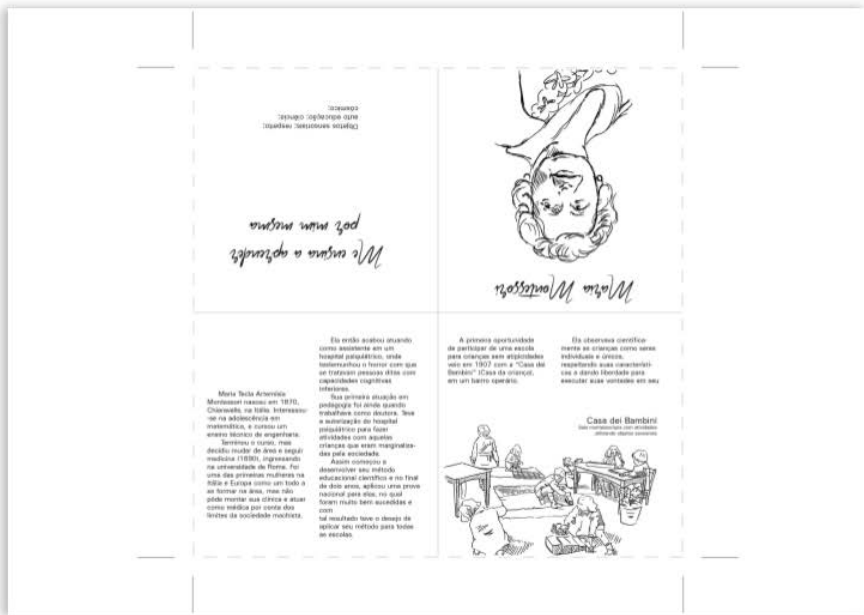 Me ensina a aprender
por mim mesma
Objetos sensoriais; respeito;
auto educação; ciência;
cósmico;
Maria Montessori
Maria Tecla Artemisia
Montessori nasceu em 1870,
Chiaravalle, na Itália. Interessou
-se na adolescência em
matemática, e cursou um
ensino técnico de engenharia.
Terminou o curso, mas
decidiu mudar de área e seguir
medicina (1890), ingressando
na universidade de Roma. Foi
uma das primeiras mulheres na
Itália e Europa como um todo a
se formar na área, mas não
pôde montar sua clínica e atuar
como médica por conta dos
limites da sociedade machista.
Ela então acabou atuando
como assistente em um
hospital psiquiátrico, onde
testemunhou o horror com que
se tratavam pessoas ditas com
capacidades cognitivas
inferiores.
Sua primeira atuação em
pedagogia foi ainda quando
trabalhava como doutora. Teve
a autorização do hospital
psiquiátrico para fazer
atividades com aquelas
crianças que eram marginaliza-
das pela sociedade.
Assim começou a
desenvolver seu método
educacional científico e no final
de dois anos, aplicou uma prova
nacional para elas, no qual
foram muito bem sucedidas e
com
tal resultado teve o desejo de
aplicar seu método para todas
as escolas.
A primeira oportunidade
de participar de uma escola
para crianças sem atipicidades
veio em 1907 com a "Casa dei
Bambini" (Casa da criança),
em um bairro operário.
Ela observava cientifica-
mente as crianças como seres
individuais e únicos,
respeitando suas característi-
cas e dando liberdade para
executar suas vontades em seu
Casa dei Bambini
com atividades
utilizando objetos sensoriais